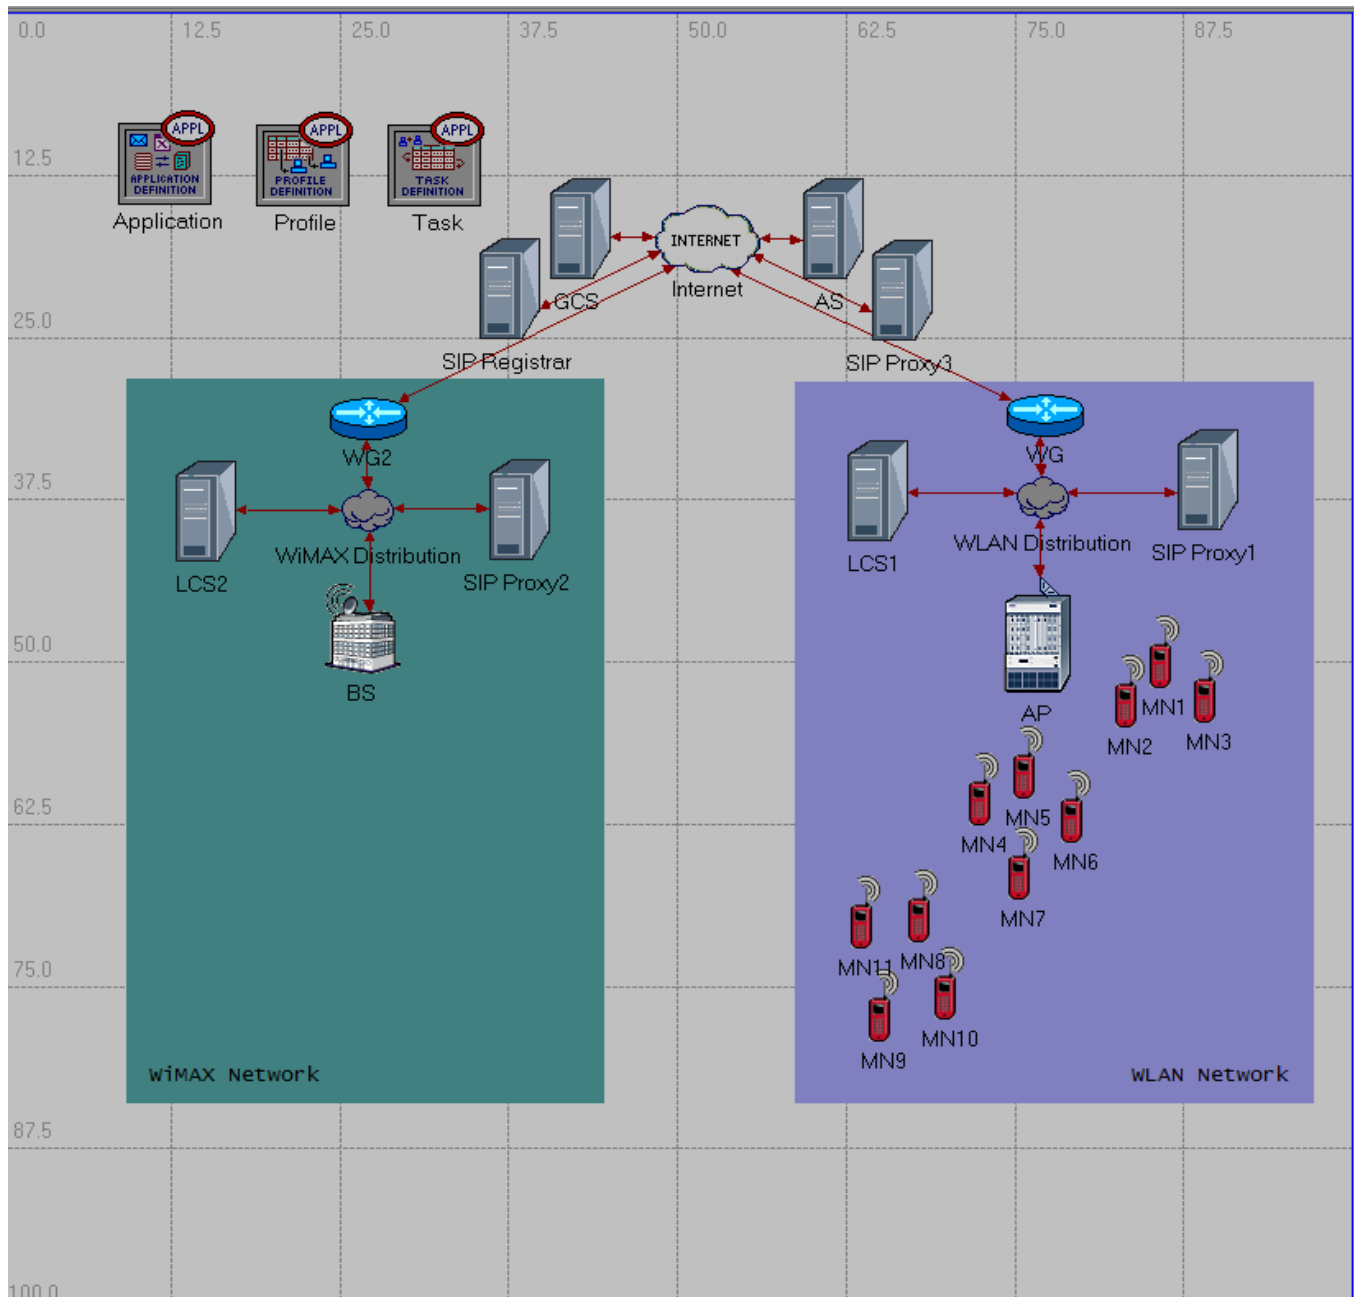 0.0 12.5 25.0 37.5 50.0 62.5 75.0 87.5
12.5
25.0
37.5
50.0
62.5
75.0
87.5
100.0
APPL
APPLICATION
DEFINITION
Application
APPL
PROFILE
DEFINITION
Profile
APPL
TASK
DEFINITION
Task
INTERNET
Internet
GCS
AS
SIP Registrar
SIP Proxy3
WG2
WiMAX Distribution
LCS2
SIP Proxy2
BS
WiMAX Network
WG
WLAN Distribution
LCS1
SIP Proxy1
AP
MN1
MN2
MN3
MN5
MN4
MN6
MN7
MN11
MN8
MN10
MN9
WLAN Network